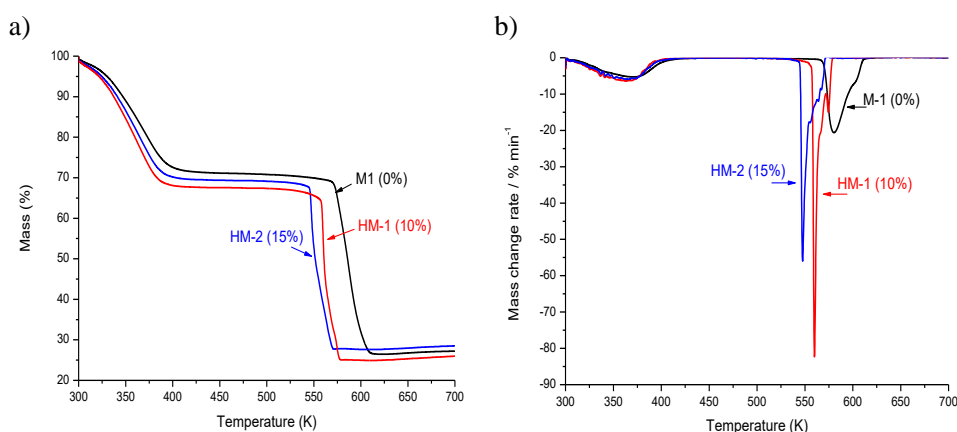 a)
Mass (%)
100
90
80
70
60
50
40
30
20
M1 (0%)
HM-1 (10%)
HM-2 (15%)
300 350 400 450 500 550 600 650 700
Temperature (K)
b)
Mass change rate / % min⁻¹
0
-10
-20
-30
-40
-50
-60
-70
-80
-90
M-1 (0%)
HM-2 (15%)
HM-1 (10%)
300 350 400 450 500 550 600 650 700
Temperature (K)